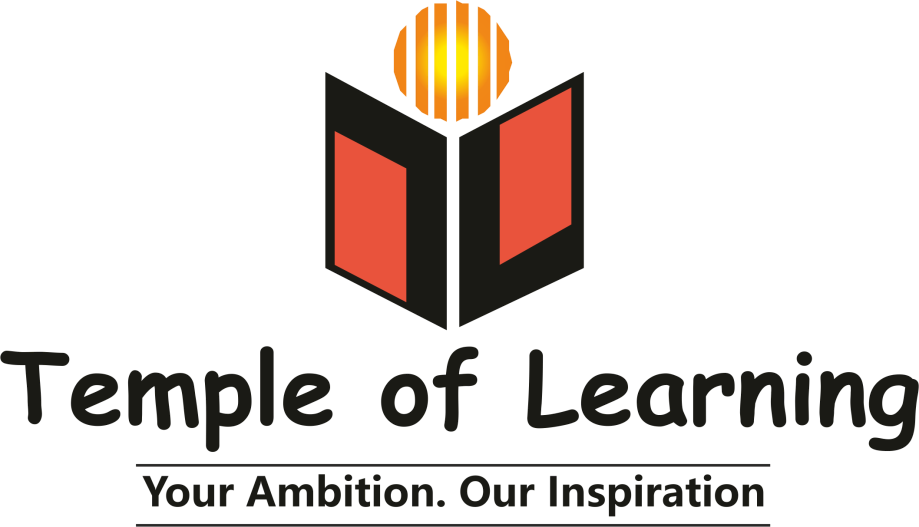 Temple of Learning
Your Ambition. Our Inspiration